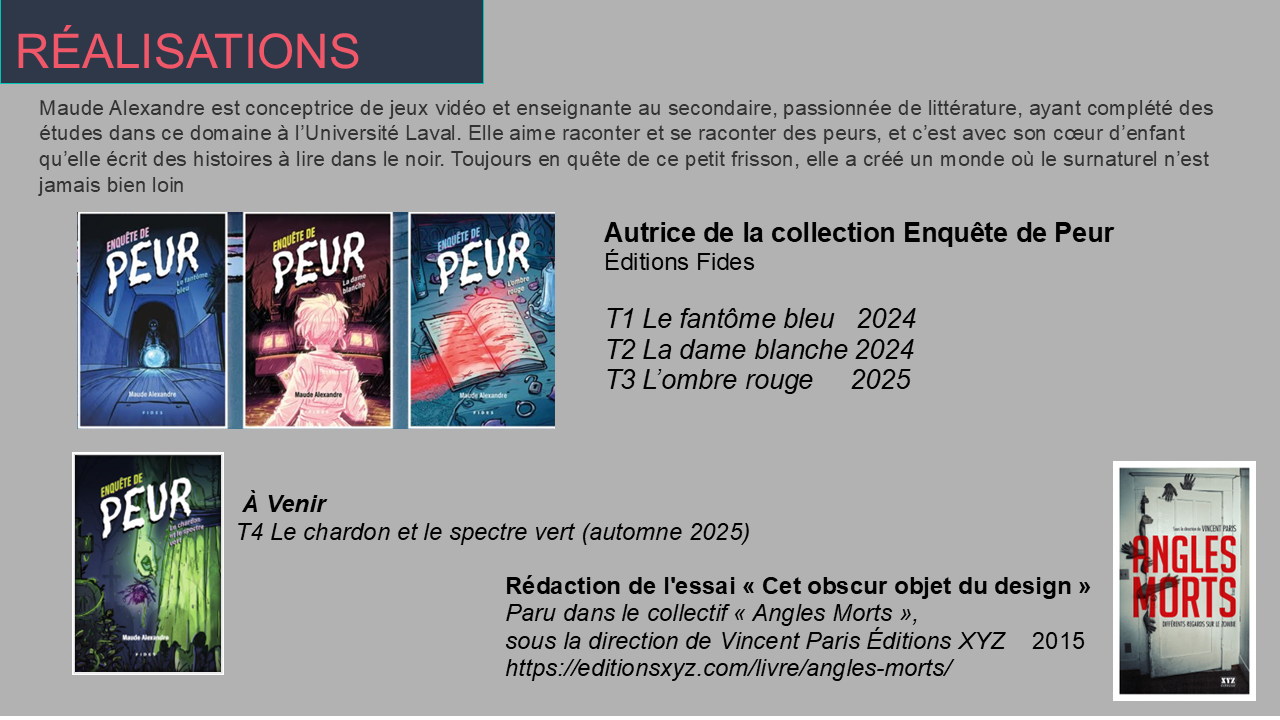 RÉALISATIONS
Maude Alexandre est conceptrice de jeux vidéo et enseignante au secondaire, passionnée de littérature, ayant complété des
études dans ce domaine à l’Université Laval. Elle aime raconter et se raconter des peurs, et c’est avec son cœur d’enfant
qu’elle écrit des histoires à lire dans le noir. Toujours en quête de ce petit frisson, elle a créé un monde où le surnaturel n’est
jamais bien loin
ENQUÊTE DE
PEUR
Le fantôme
bleu
Maude Alexandre
FIDES
ENQUÊTE DE
PEUR
La dame
blanche
Maude Alexandre
FIDES
ENQUÊTE DE
PEUR
L'ombre
rouge
Maude Alexandre
FIDES
Autrice de la collection Enquête de Peur
Éditions Fides
T1 Le fantôme bleu 2024
T2 La dame blanche 2024
T3 L’ombre rouge 2025
ENQUÊTE DE
PEUR
Le chardon
et le spectre
vert
Maude Alexandre
FIDES
À Venir
T4 Le chardon et le spectre vert (automne 2025)
Rédaction de l'essai « Cet obscur objet du design »
Paru dans le collectif « Angles Morts »,
sous la direction de Vincent Paris Éditions XYZ 2015
https://editionsxyz.com/livre/angles-morts/
Sous la direction de VINCENT PARIS
ANGLES
MORTS
DIFFÉRENTS REGARDS SUR LE ZOMBIE
XYZ